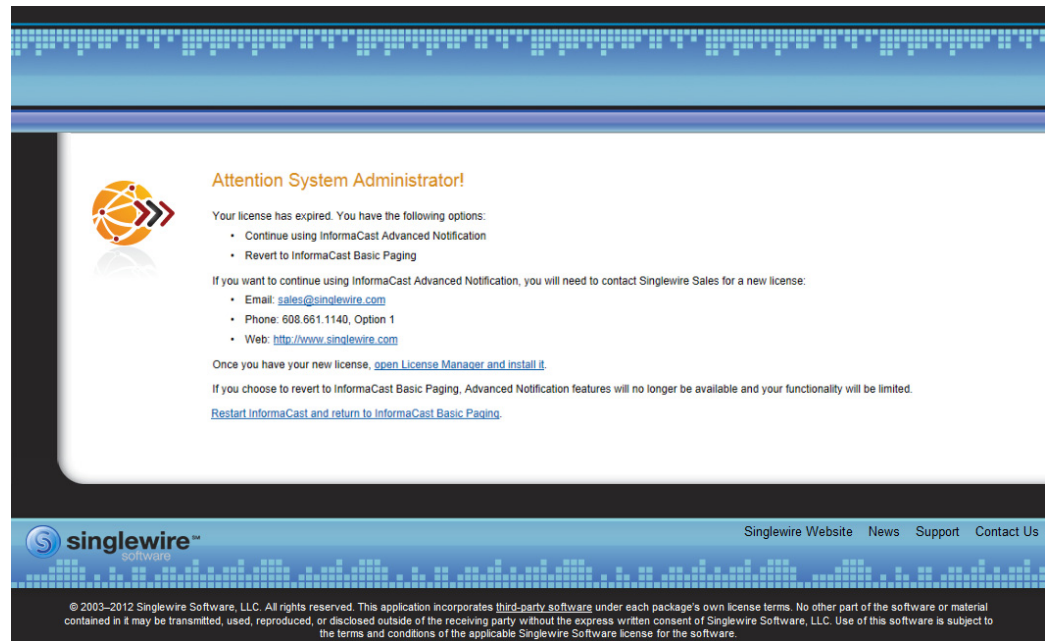 Attention System Administrator!
Your license has expired. You have the following options:
• Continue using InformaCast Advanced Notification
• Revert to InformaCast Basic Paging
If you want to continue using InformaCast Advanced Notification, you will need to contact Singlewire Sales for a new license:
• Email: sales@singlewire.com
• Phone: 608.661.1140, Option 1
• Web: http://www.singlewire.com
Once you have your new license, open License Manager and install it.
If you choose to revert to InformaCast Basic Paging, Advanced Notification features will no longer be available and your functionality will be limited.
Restart InformaCast and return to InformaCast Basic Paging.
S singlewire℠
software
Singlewire Website News Support Contact Us
© 2003–2012 Singlewire Software, LLC. All rights reserved. This application incorporates third-party software under each package's own license terms. No other part of the software or material
contained in it may be transmitted, used, reproduced, or disclosed outside of the receiving party without the express written consent of Singlewire Software, LLC. Use of this software is subject to
the terms and conditions of the applicable Singlewire Software license for the software.